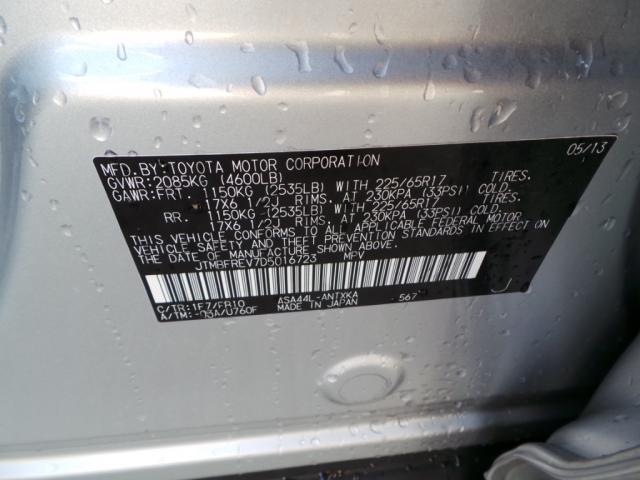 MFD.BY:TOYOTA MOTOR CORPORATION 05/13
GVWR:2085KG (4600LB)
GAWR:FRT. 1150KG (2535LB) WITH 225/65R17 TIRES.
17X6 1/2J RIMS. AT 230KPA (33PSI) COLD.
RR. 1150KG (2535LB) WITH 225/65R17 TIRES.
17X6 1/2J RIMS. AT 230KPA (33PSI) COLD.
THIS VEHICLE CONFORMS TO ALL APPLICABLE FEDERAL MOTOR
VEHICLE SAFETY AND THEFT PREVENTION STANDARDS IN EFFECT ON
THE DATE OF MANUFACTURE SHOWN ABOVE.
JTMBFREV7D5016723 MPV
C/TR:1F7/FB10 ASA44L-ANTXKA 567
A/TM:-03A/U760F MADE IN JAPAN J